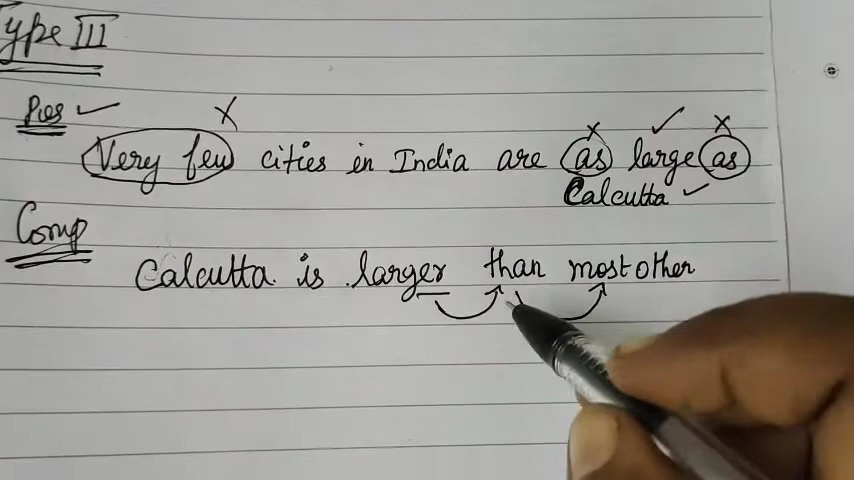 Type III
Pos ✓ X
Very few cities in India are as large as
Calcutta ✓
Comp
Calcutta is larger than most other